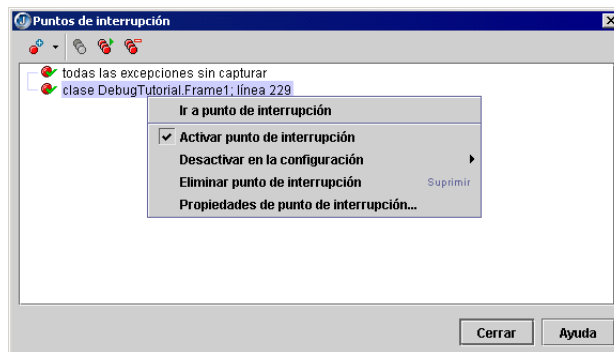 Puntos de interrupción
todas las excepciones sin capturar
clase DebugTutorial.Frame1; línea 229
Ir a punto de interrupción
Activar punto de interrupción
Desactivar en la configuración
Eliminar punto de interrupción Suprimir
Propiedades de punto de interrupción...
Cerrar Ayuda